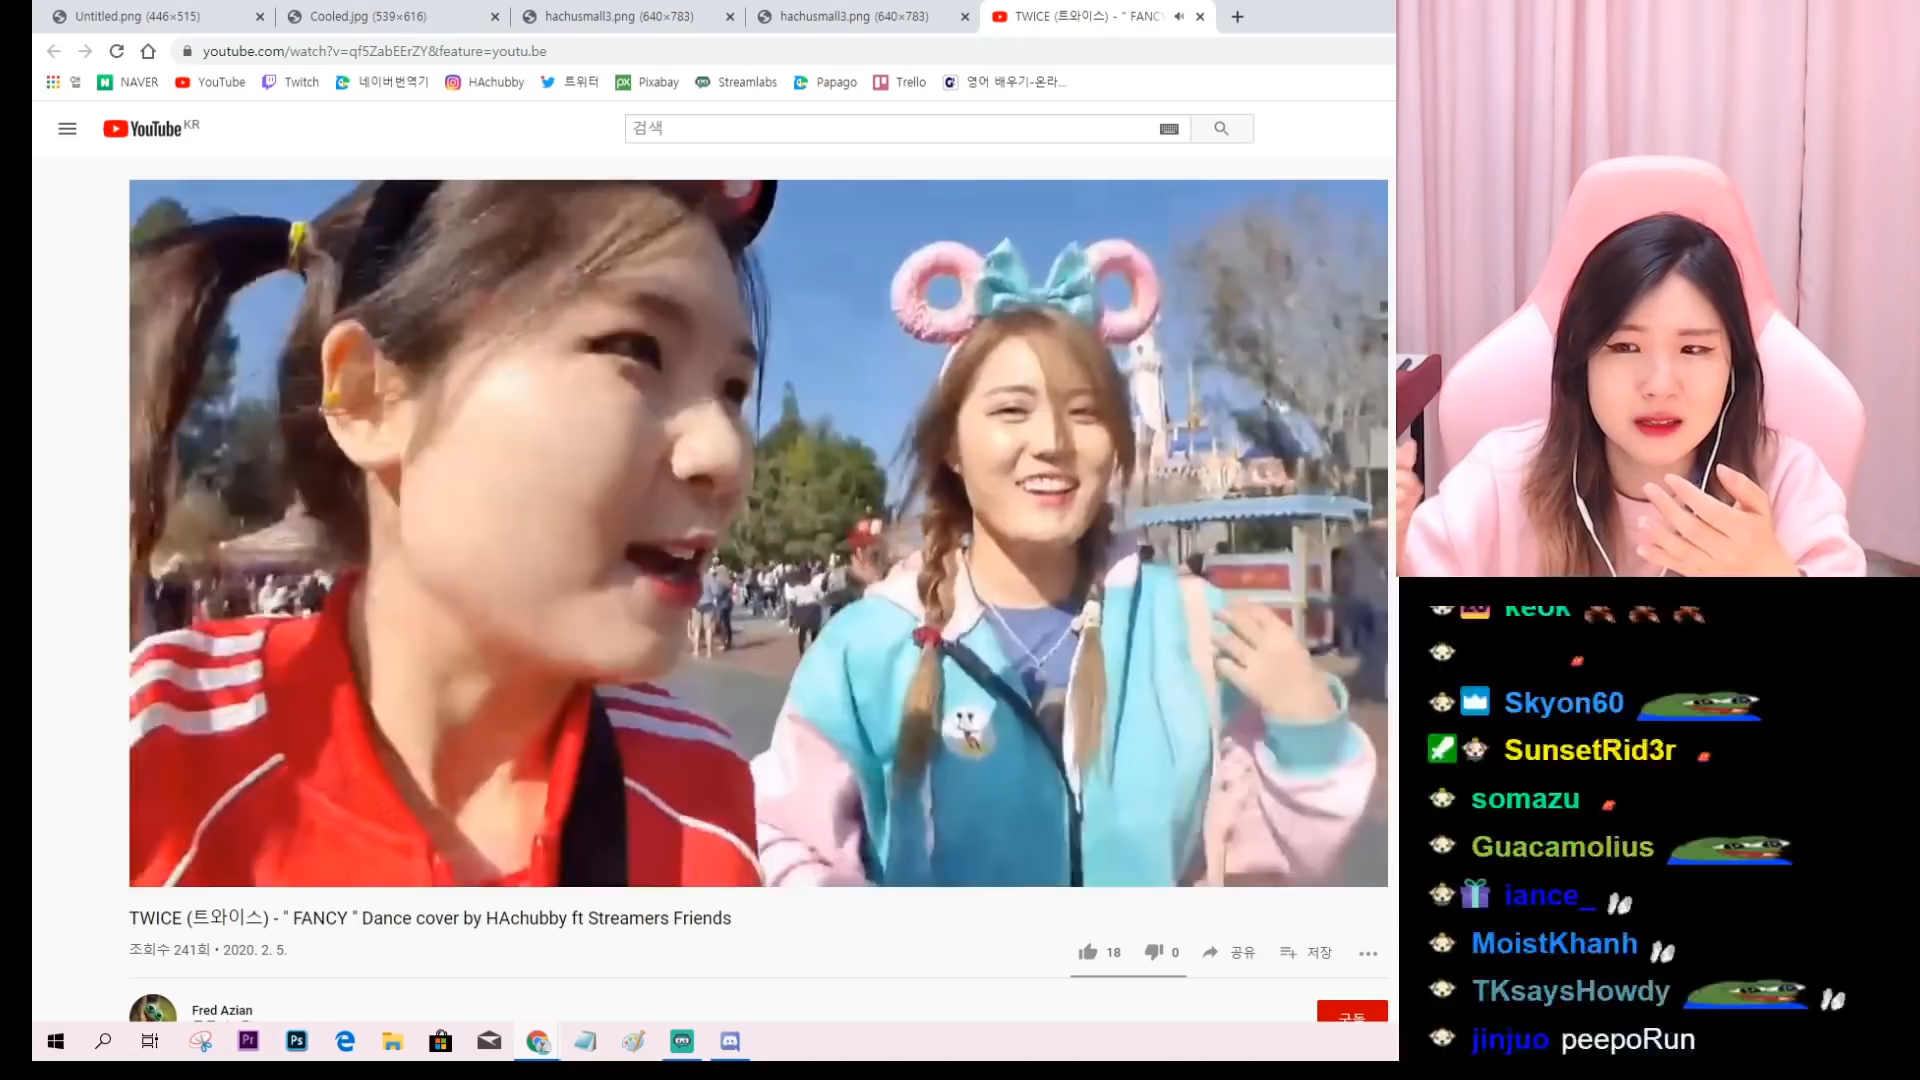 Untitled.png (446×515)
Cooled.jpg (539×616)
hachusmall3.png (640×783)
hachusmall3.png (640×783)
TWICE (트와이스) - " FANC
youtube.com/watch?v=qf5ZabEErZY&feature=youtu.be
앱
NAVER
YouTube
Twitch
네이버번역기
HAchubby
트위터
Pixabay
Streamlabs
Papago
Trello
영어 배우기-온라...
YouTube KR
검색
TWICE (트와이스) - " FANCY " Dance cover by HAchubby ft Streamers Friends
조회수 241회 • 2020. 2. 5.
18
0
공유
저장
Fred Azian
구독
keok
Skyon60
SunsetRid3r
somazu
Guacamolius
iance_
MoistKhanh
TKsaysHowdy
jinjuo peepoRun